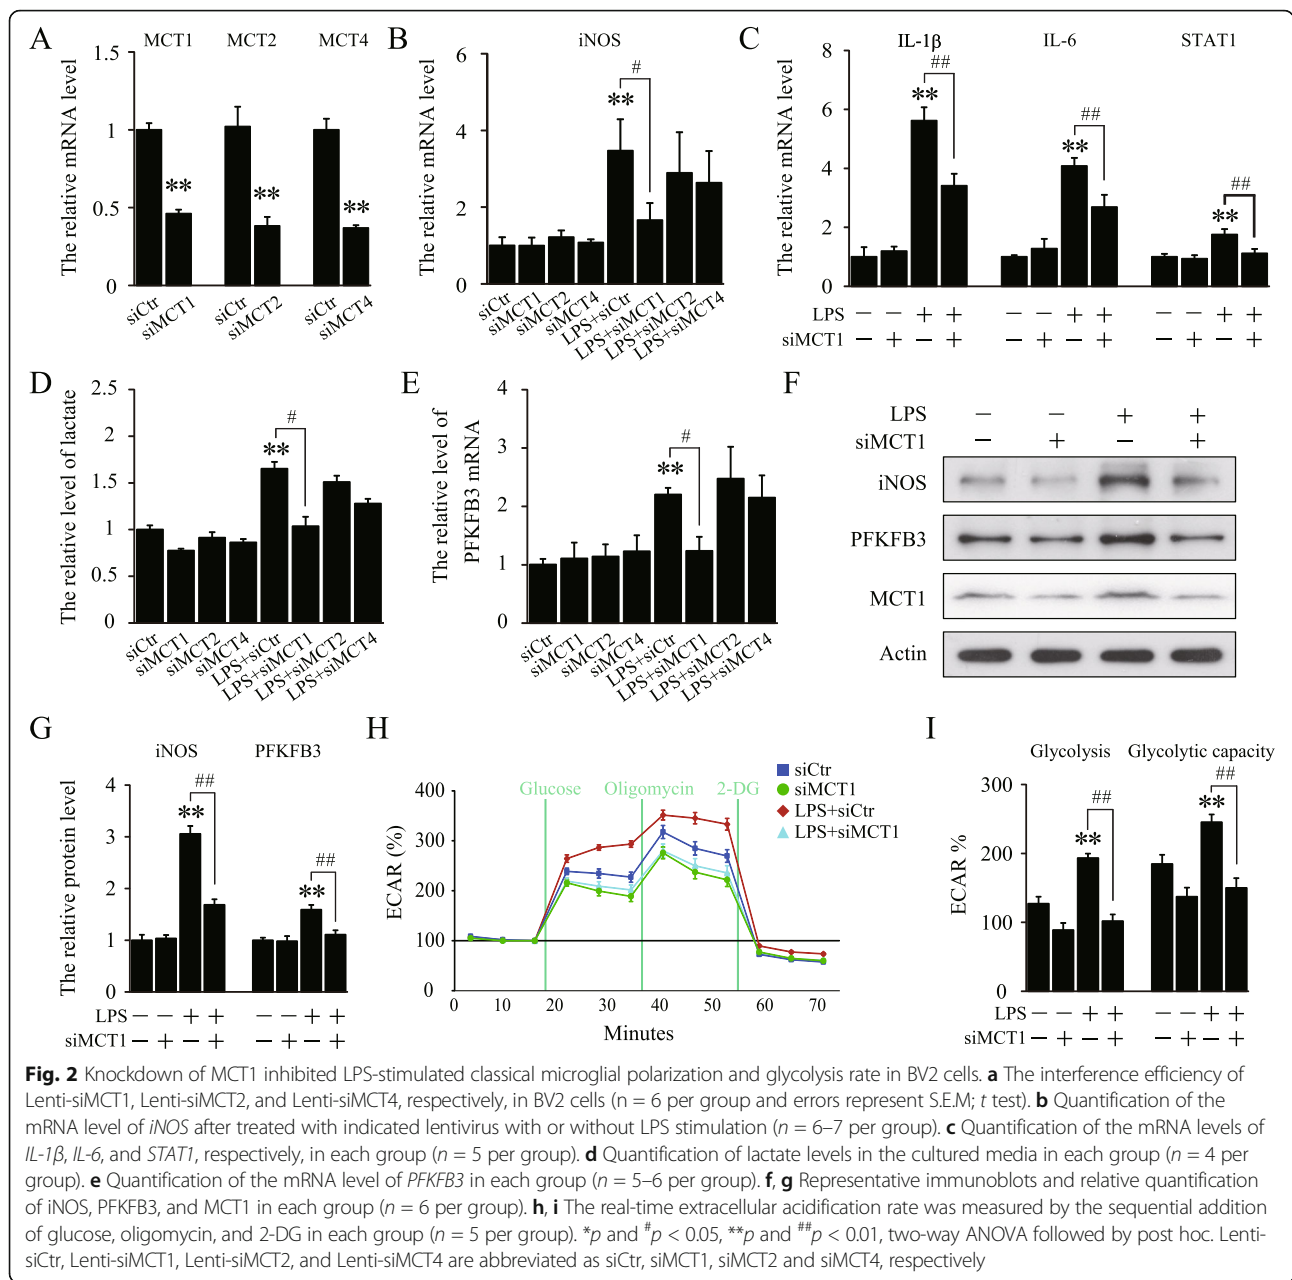 A
MCT1 MCT2 MCT4
The relative mRNA level
1.5
1
0.5
0
siCtr
siMCT1
siCtr
siMCT2
siCtr
siMCT4
** ** **
B
iNOS
The relative mRNA level
6
4
2
0
** #
siCtr
siMCT1
siMCT2
siMCT4
LPS+siCtr
LPS+siMCT1
LPS+siMCT2
LPS+siMCT4
C
IL-1β IL-6 STAT1
The relative mRNA level
8
6
4
2
0
** ## ** ## ** ##
LPS − − + + − − + + − − + +
siMCT1 − + − + − + − + − + − +
D
The relative level of lactate
2.5
2
1.5
1
0.5
0
** #
siCtr
siMCT1
siMCT2
siMCT4
LPS+siCtr
LPS+siMCT1
LPS+siMCT2
LPS+siMCT4
E
The relative level of
PFKFB3 mRNA
4
3
2
1
0
** #
siCtr
siMCT1
siMCT2
siMCT4
LPS+siCtr
LPS+siMCT1
LPS+siMCT2
LPS+siMCT4
F
LPS − − + +
siMCT1 − + − +
iNOS
PFKFB3
MCT1
Actin
G
iNOS PFKFB3
The relative protein level
4
3
2
1
0
** ## ** ##
LPS − − + + − − + +
siMCT1 − + − + − + − +
H
siCtr
siMCT1
LPS+siCtr
LPS+siMCT1
Glucose Oligomycin 2-DG
ECAR (%)
400
300
200
100
0
0 10 20 30 40 50 60 70
Minutes
I
Glycolysis Glycolytic capacity
ECAR %
300
200
100
0
** ## ** ##
LPS − − + + − − + +
siMCT1 − + − + − + − +
Fig. 2 Knockdown of MCT1 inhibited LPS-stimulated classical microglial polarization and glycolysis rate in BV2 cells. a The interference efficiency of
Lenti-siMCT1, Lenti-siMCT2, and Lenti-siMCT4, respectively, in BV2 cells (n = 6 per group and errors represent S.E.M; t test). b Quantification of the
mRNA level of iNOS after treated with indicated lentivirus with or without LPS stimulation (n = 6–7 per group). c Quantification of the mRNA levels of
IL-1β, IL-6, and STAT1, respectively, in each group (n = 5 per group). d Quantification of lactate levels in the cultured media in each group (n = 4 per
group). e Quantification of the mRNA level of PFKFB3 in each group (n = 5–6 per group). f, g Representative immunoblots and relative quantification
of iNOS, PFKFB3, and MCT1 in each group (n = 6 per group). h, i The real-time extracellular acidification rate was measured by the sequential addition
of glucose, oligomycin, and 2-DG in each group (n = 5 per group). *p and #p < 0.05, **p and ##p < 0.01, two-way ANOVA followed by post hoc. Lenti-
siCtr, Lenti-siMCT1, Lenti-siMCT2, and Lenti-siMCT4 are abbreviated as siCtr, siMCT1, siMCT2 and siMCT4, respectively